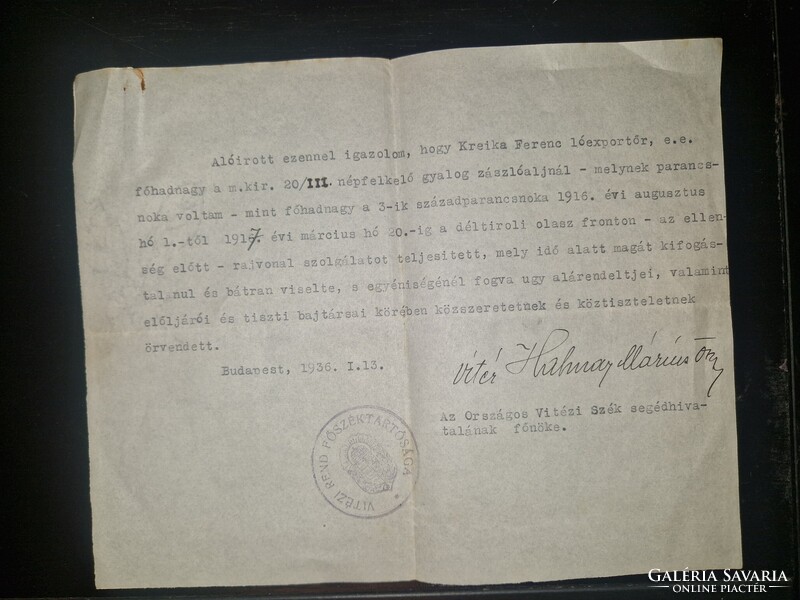 Alóirott ezennel igazolom, hogy Kreika Ferenc lóexportőr, e.e.
főhadnagy a m.kir. 20/III. népfelkelő gyalog zászlóaljnál - melynek parancs-
noka voltam - mint főhadnagy a 3-ik századparancsnoka 1916. évi augusztus
hó 1.-től 1917. évi március hó 20.-ig a déltiroli olasz fronton - az ellen-
ség előtt - rajvonal szolgálatot teljesitett, mely idő alatt magát kifogás-
talanul és bátran viselte, s egyéniségénél fogva ugy alárendeltjei, valamint
előljárói és tiszti bajtársai körében közszeretetnek és köztiszteletnek
örvendett.
Budapest, 1936. I.13.
vitéz Halmay Márius
Az Országos Vitézi Szék segédhiva-
talának főnöke.
VITÉZI REND FŐSZÉKTARTÓSÁGA
GALÉRIA SAVARIA
ONLINE PIACTÉR